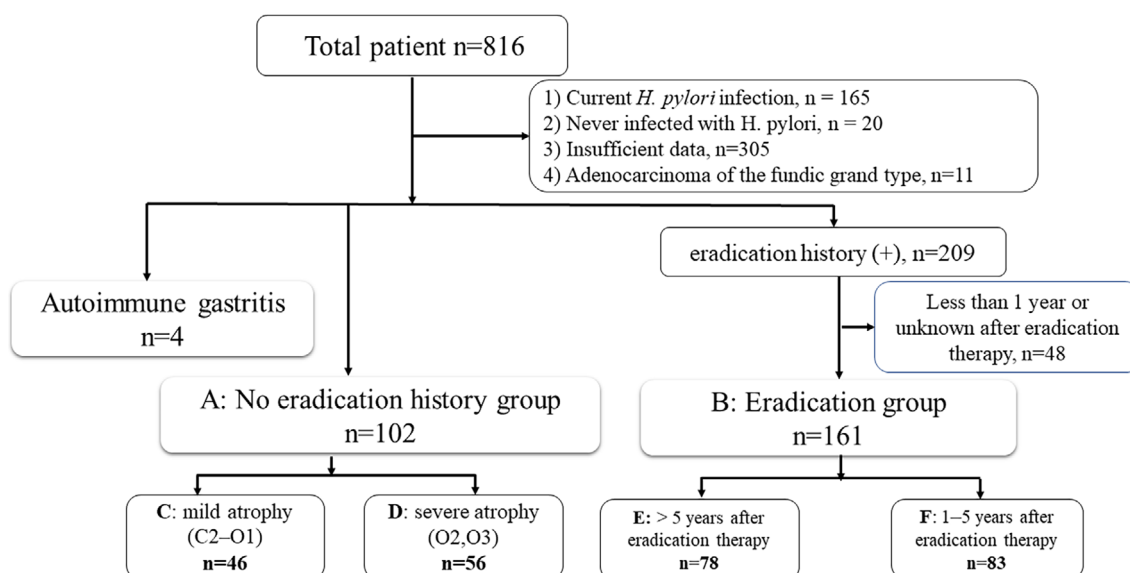 Total patient n=816
1) Current H. pylori infection, n = 165
2) Never infected with H. pylori, n = 20
3) Insufficient data, n=305
4) Adenocarcinoma of the fundic grand type, n=11
eradication history (+), n=209
Autoimmune gastritis
n=4
Less than 1 year or
unknown after eradication
therapy, n=48
A: No eradication history group
n=102
B: Eradication group
n=161
C: mild atrophy
(C2–O1)
n=46
D: severe atrophy
(O2,O3)
n=56
E: > 5 years after
eradication therapy
n=78
F: 1–5 years after
eradication therapy
n=83